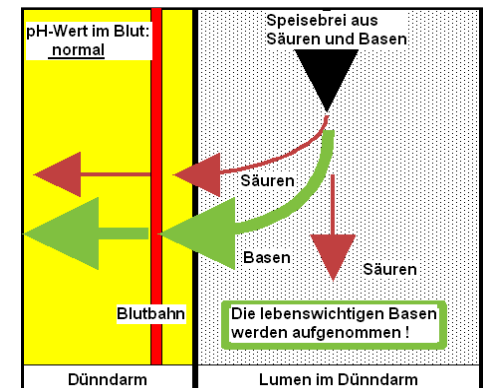 pH-Wert im Blut:
normal
Speisebrei aus
Säuren und Basen
Säuren
Basen
Säuren
Blutbahn
Die lebenswichtigen Basen
werden aufgenommen !
Dünndarm
Lumen im Dünndarm